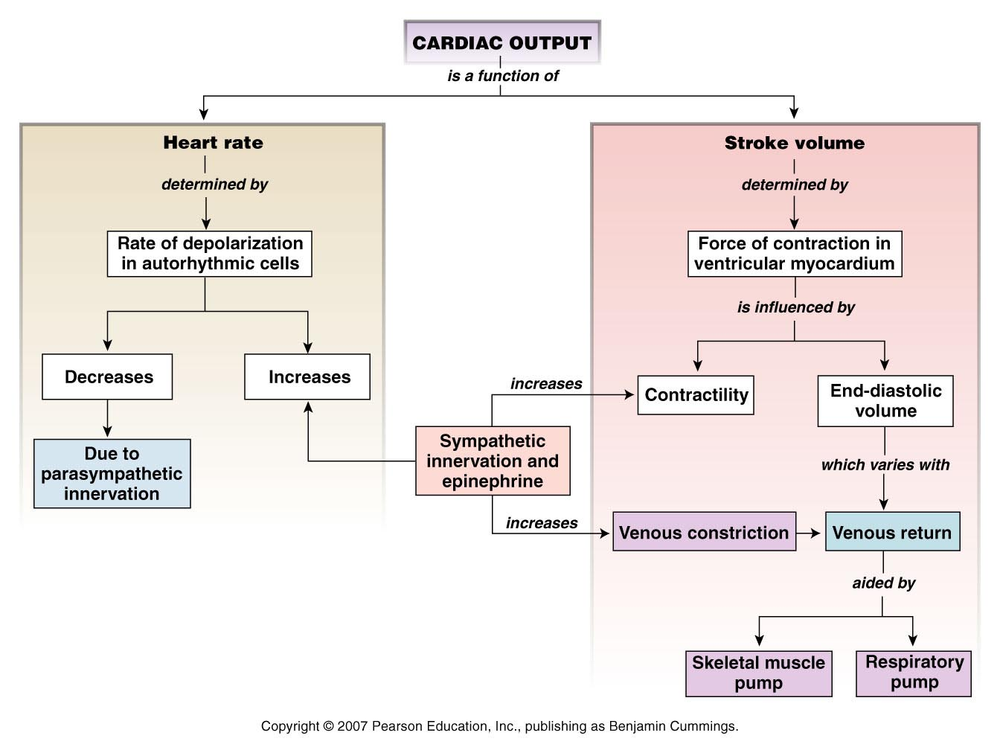 CARDIAC OUTPUT
is a function of
Heart rate
determined by
Rate of depolarization
in autorhythmic cells
Decreases
Increases
Due to
parasympathetic
innervation
Sympathetic
innervation and
epinephrine
increases
increases
Stroke volume
determined by
Force of contraction in
ventricular myocardium
is influenced by
Contractility
End-diastolic
volume
which varies with
Venous constriction
Venous return
aided by
Skeletal muscle
pump
Respiratory
pump
Copyright © 2007 Pearson Education, Inc., publishing as Benjamin Cummings.